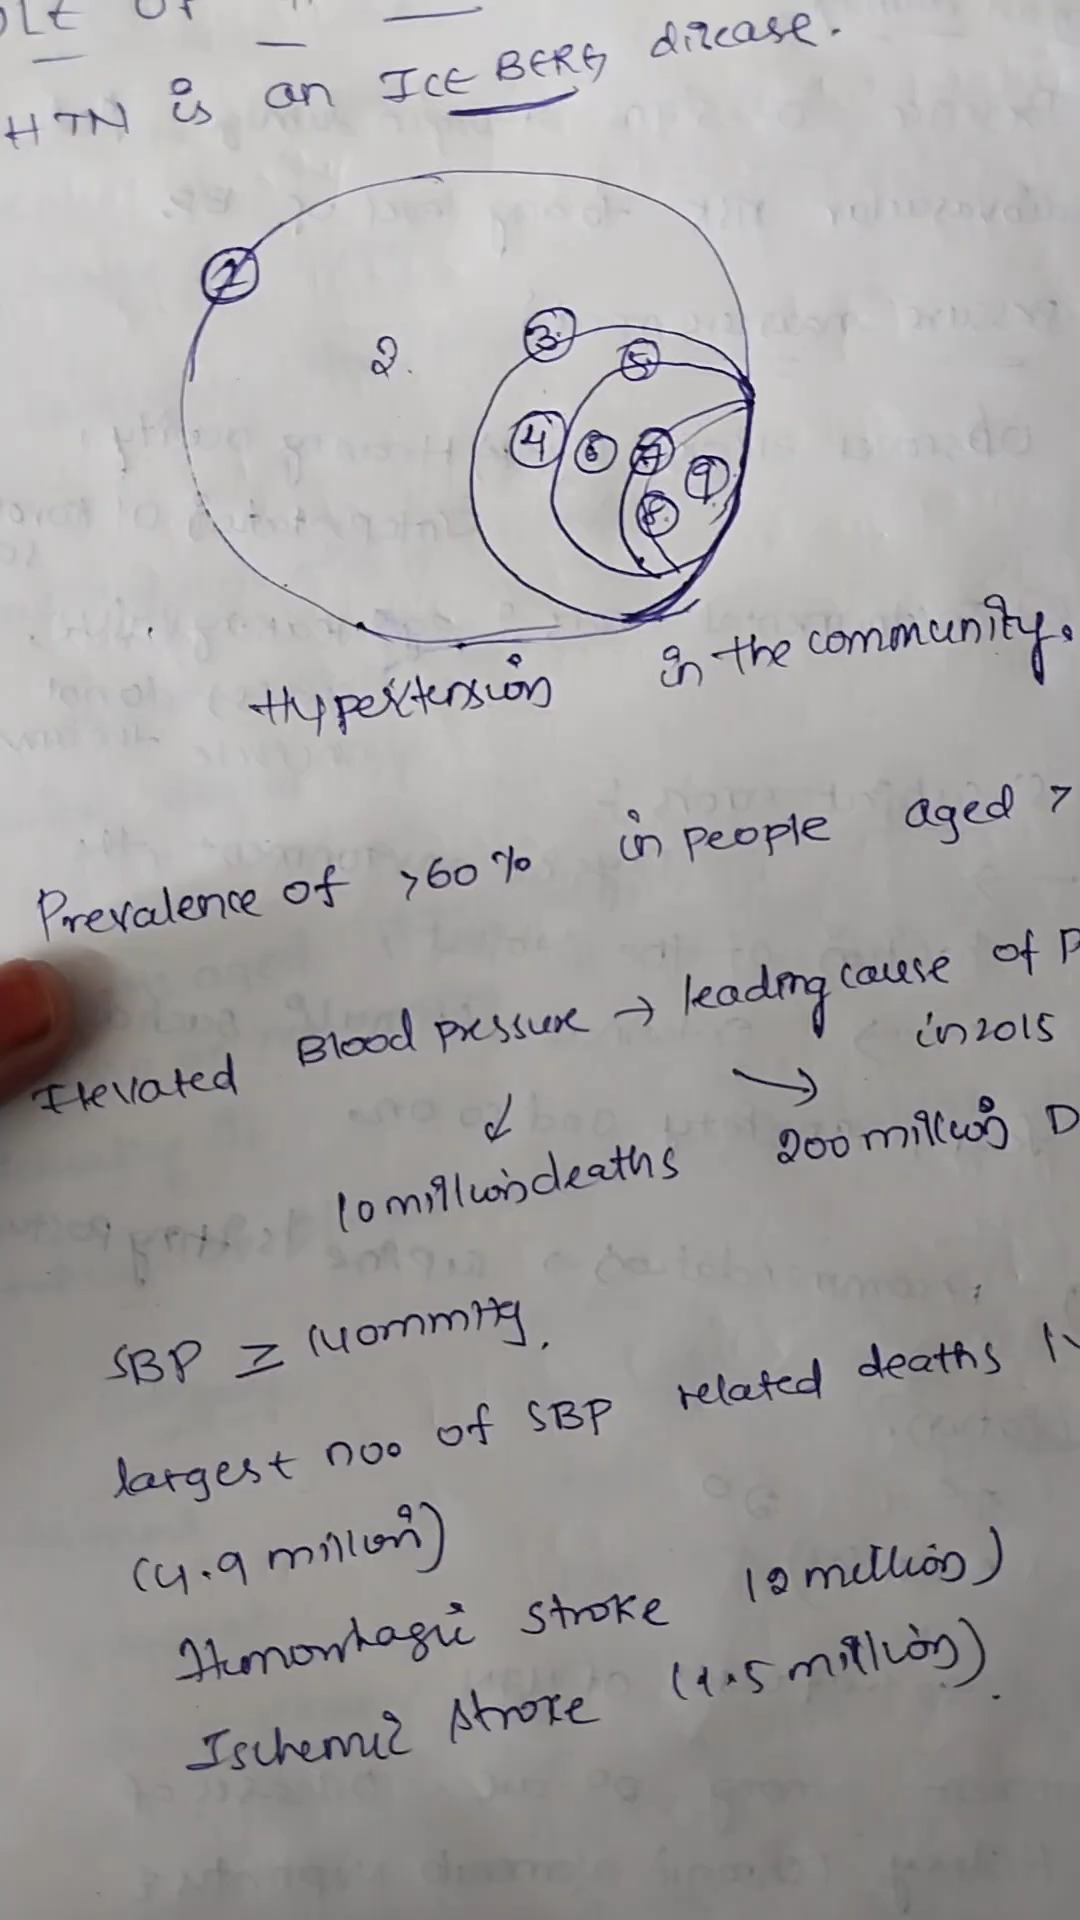 HTN is an ICE BERG disease.
1
2.
3
5
4
6
7
9
8
Hypertension in the community.
Prevalence of >60% in people aged >
Elevated Blood pressure → leading cause of
in 2015
↓ ↘
10 million deaths 200 million D
SBP ≥ 140mmHg.
largest no. of SBP related deaths
(4.9 million)
Hemorrhagic stroke (2 million)
Ischemic stroke (1.5 million).